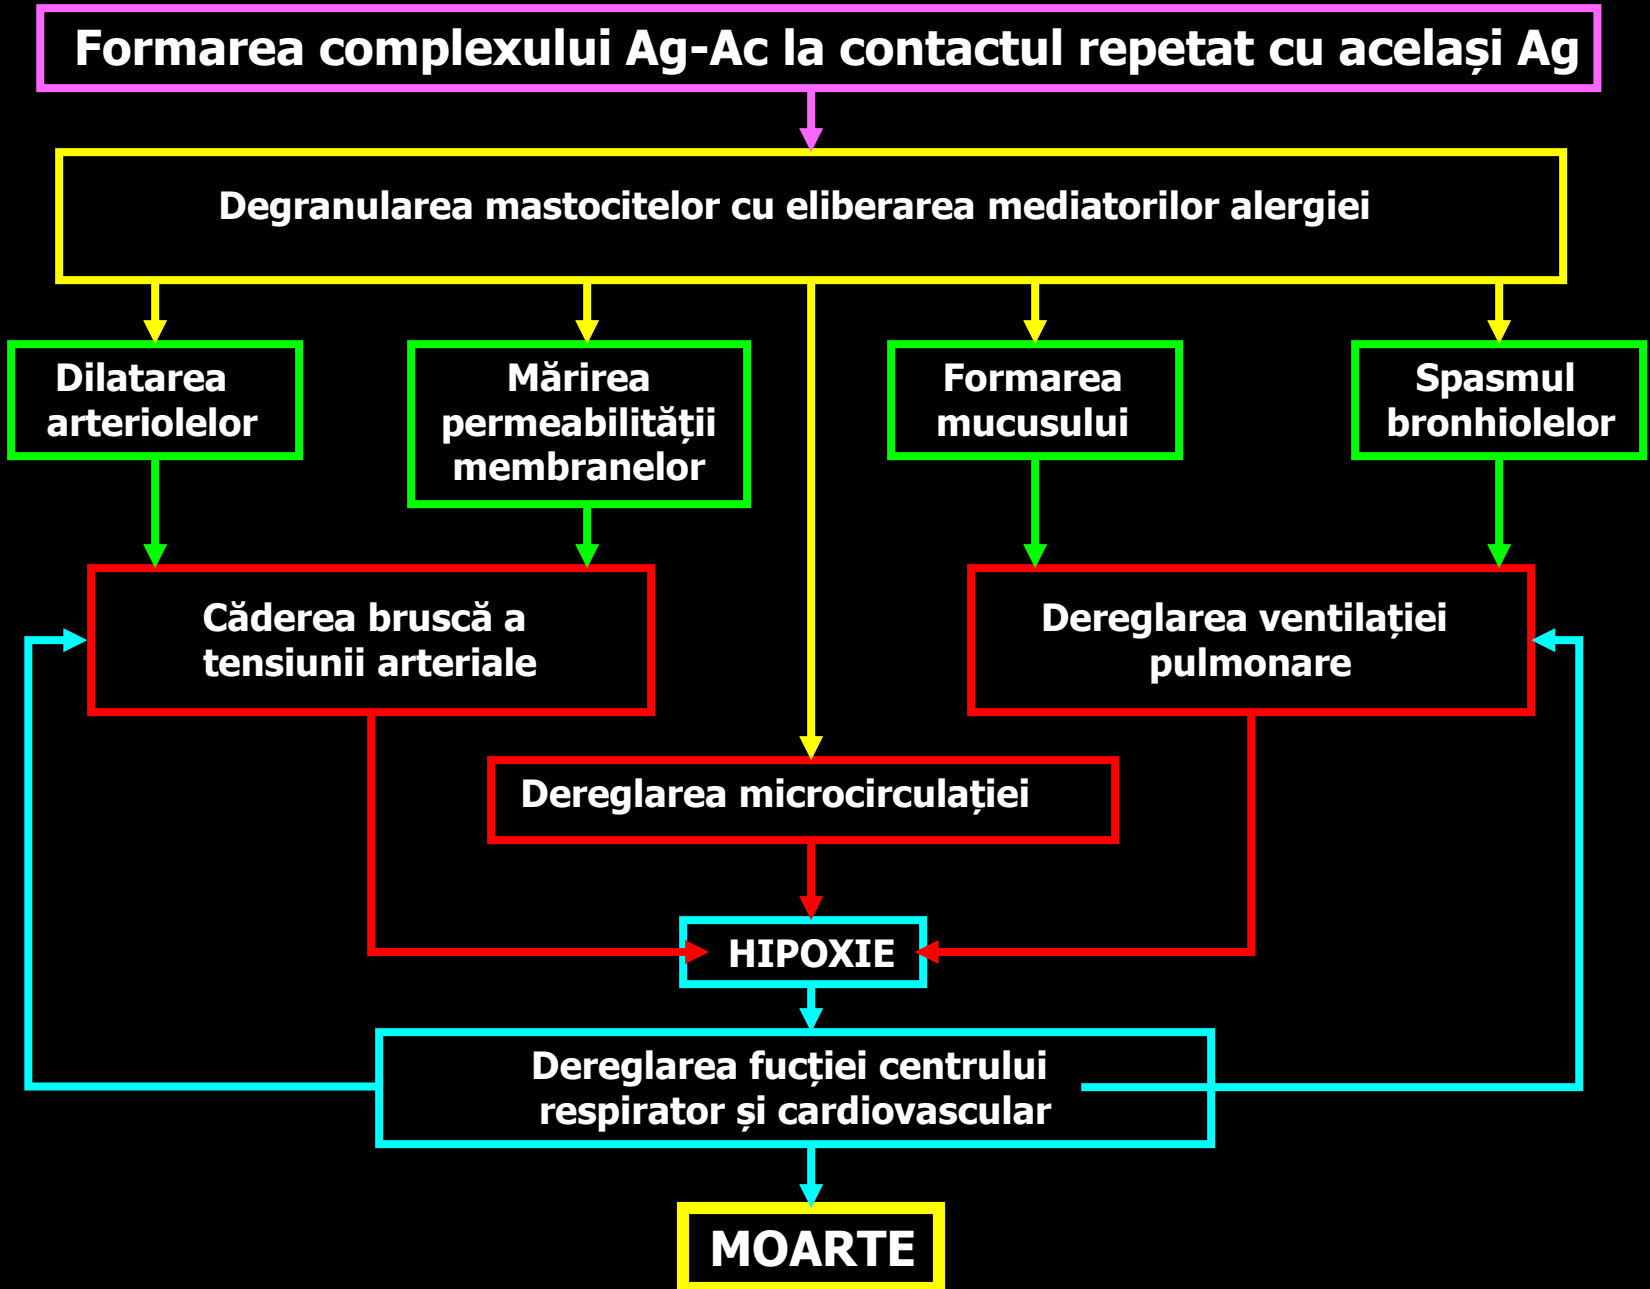 Formarea complexului Ag-Ac la contactul repetat cu același Ag
Degranularea mastocitelor cu eliberarea mediatorilor alergiei
Dilatarea
arteriolelor
Mărirea
permeabilității
membranelor
Formarea
mucusului
Spasmul
bronhiolelor
Căderea bruscă a
tensiunii arteriale
Dereglarea ventilației
pulmonare
Dereglarea microcirculației
HIPOXIE
Dereglarea fucției centrului
respirator și cardiovascular
MOARTE